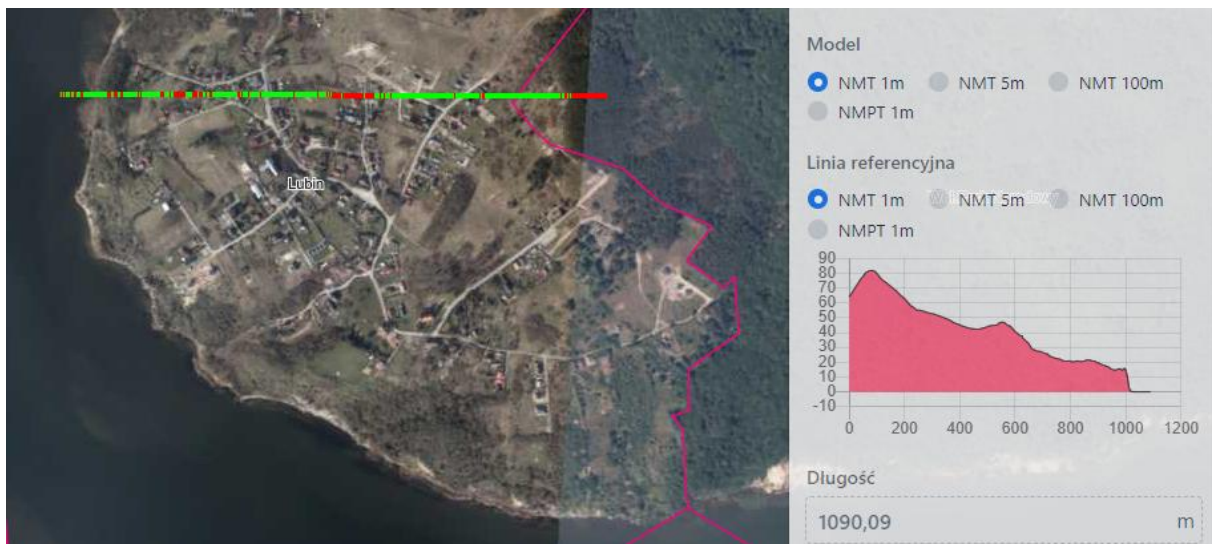 Lubin
Model
NMT 1m NMT 5m NMT 100m
NMPT 1m
Linia referencyjna
NMT 1m NMT 5m NMT 100m
NMPT 1m
90
80
70
60
50
40
30
20
10
0
-10
0 200 400 600 800 1000 1200
Długość
1090,09 m